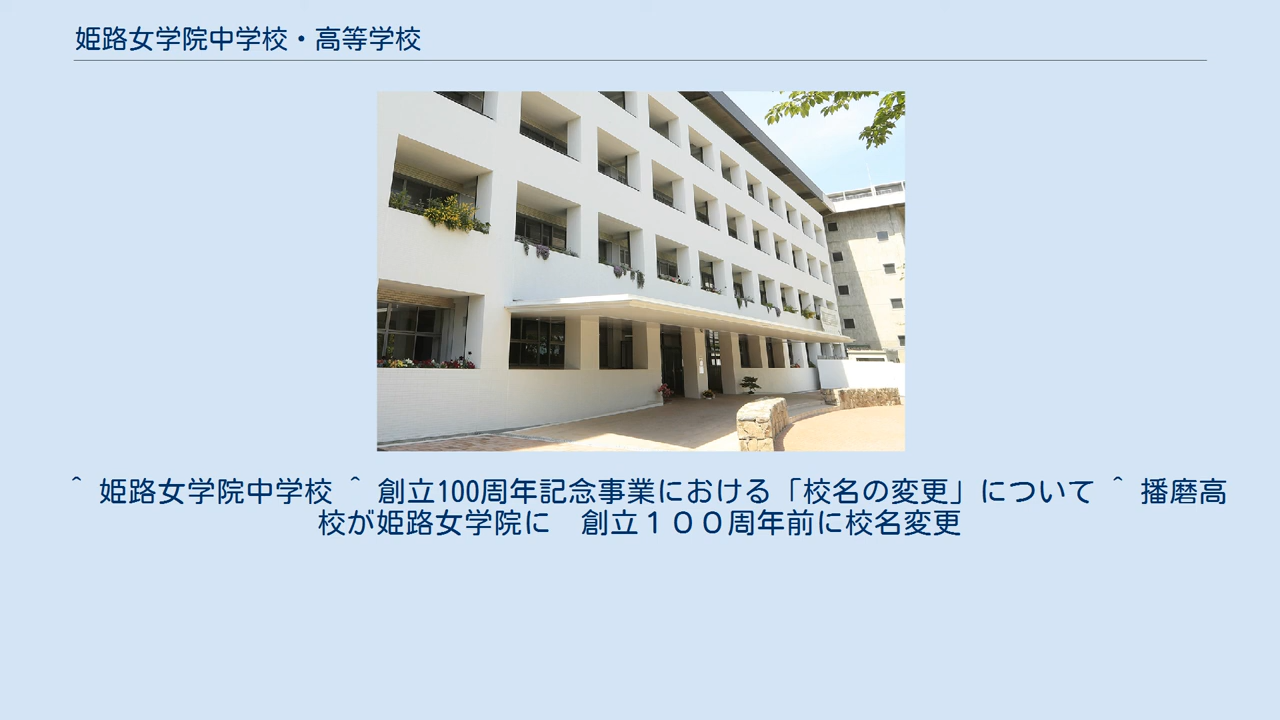 姫路女学院中学校・高等学校
^ 姫路女学院中学校 ^ 創立100周年記念事業における「校名の変更」について ^ 播磨高
校が姫路女学院に　創立１００周年前に校名変更